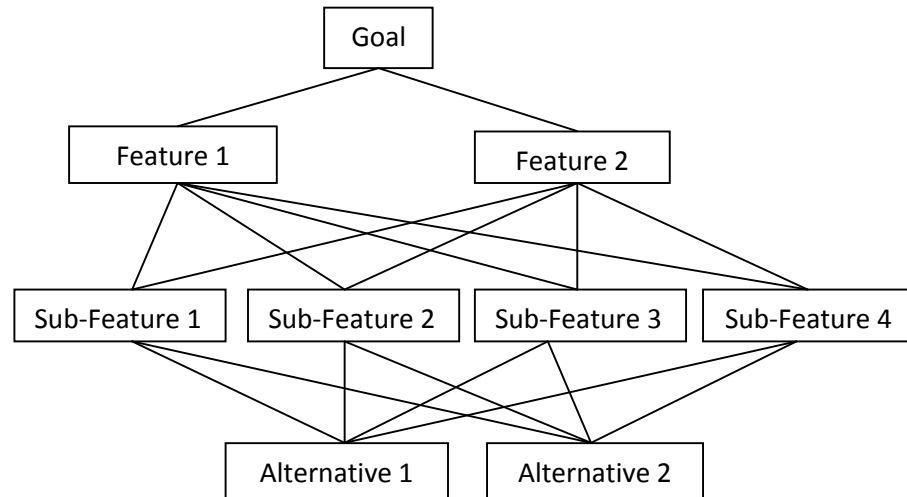 Goal
Feature 1
Feature 2
Sub-Feature 1
Sub-Feature 2
Sub-Feature 3
Sub-Feature 4
Alternative 1
Alternative 2